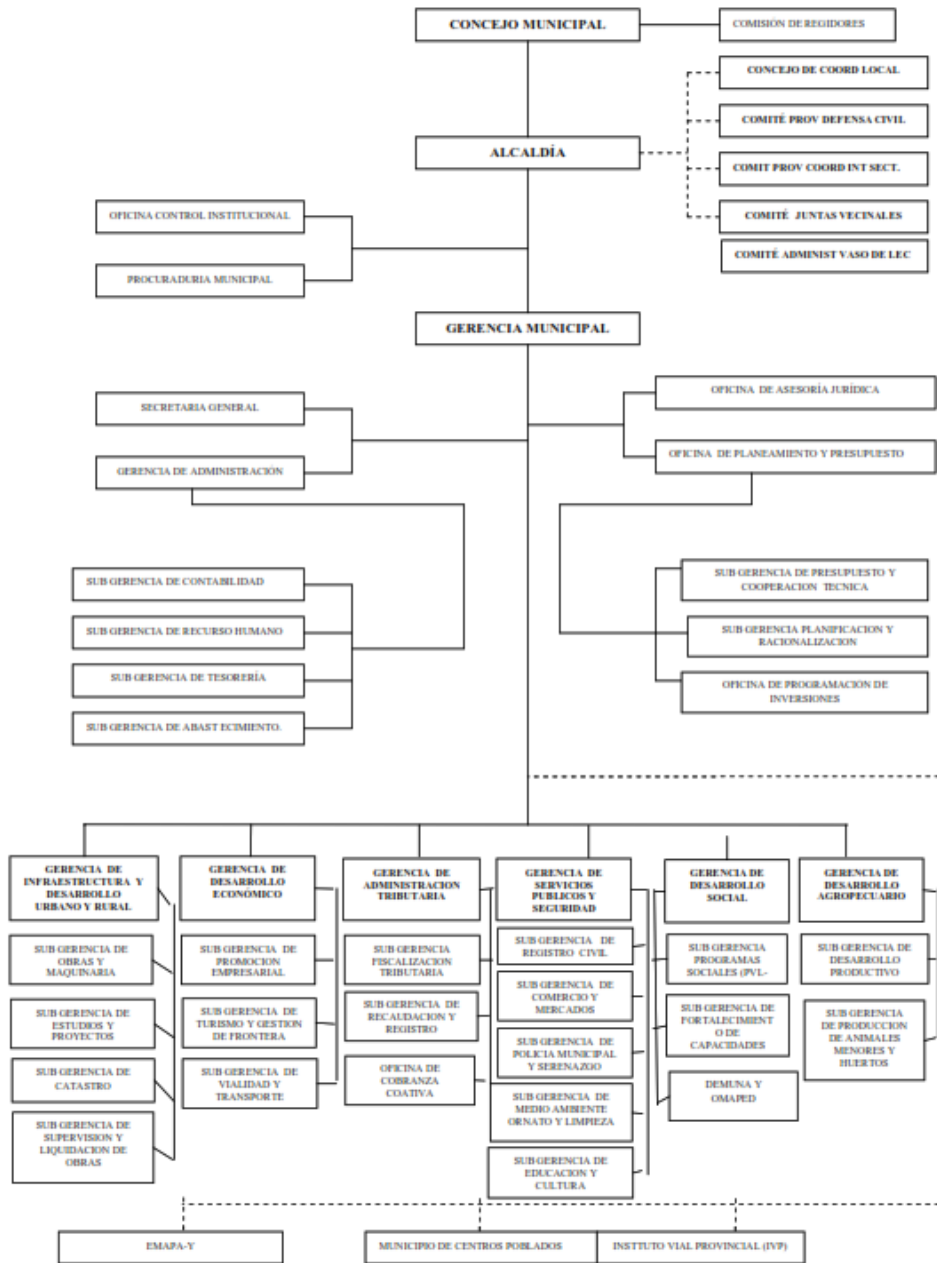 CONCEJO MUNICIPAL
COMISIÓN DE REGIDORES
CONCEJO DE COORD LOCAL
COMITÉ PROV DEFENSA CIVIL
ALCALDÍA
COMIT PROV COORD INT SECT.
OFICINA CONTROL INSTITUCIONAL
COMITÉ JUNTAS VECINALES
COMITÉ ADMINIST VASO DE LEC
PROCURADURIA MUNICIPAL
GERENCIA MUNICIPAL
OFICINA DE ASESORÍA JURÍDICA
SECRETARIA GENERAL
OFICINA DE PLANEAMIENTO Y PRESUPUESTO
GERENCIA DE ADMINISTRACIÓN
SUB GERENCIA DE CONTABILIDAD
SUB GERENCIA DE RECURSO HUMANO
SUB GERENCIA DE TESORERÍA
SUB GERENCIA DE ABAST ECIMIENTO.
SUB GERENCIA DE PRESUPUESTO Y
COOPERACION TECNICA
SUB GERENCIA PLANIFICACION Y
RACIONALIZACION
OFICINA DE PROGRAMACIÓN DE
INVERSIONES
GERENCIA DE
INFRAESTRUCTURA Y
DESARROLLO
URBANO Y RURAL
SUB GERENCIA DE
OBRAS Y
MAQUINARIA
SUB GERENCIA DE
ESTUDIOS Y
PROYECTOS
SUB GERENCIA DE
CATASTRO
SUB GERENCIA DE
SUPERVISION Y
LIQUIDACION DE
OBRAS
GERENCIA DE
DESARROLLO
ECONÓMICO
SUB GERENCIA DE
PROMOCION
EMPRESARIAL
SUB GERENCIA DE
TURISMO Y GESTION
DE FRONTERA
SUB GERENCIA DE
VIALIDAD Y
TRANSPORTE
GERENCIA DE
ADMINISTRACION
TRIBUTARIA
SUB GERENCIA
FISCALIZACION
TRIBUTARIA
SUB GERENCIA DE
RECAUDACION Y
REGISTRO
OFICINA DE
COBRANZA
COATIVA
GERENCIA DE
SERVICIOS
PUBLICOS Y
SEGURIDAD
SUB GERENCIA DE
REGISTRO CIVIL
SUB GERENCIA DE
COMERCIO Y
MERCADOS
SUB GERENCIA DE
POLICIA MUNICIPAL
Y SERENAZGO
SUB GERENCIA DE
MEDIO AMBIENTE
ORNATO Y LIMPIEZA
SUB GERENCIA DE
EDUCACION Y
CULTURA
GERENCIA DE
DESARROLLO
SOCIAL
SUB GERENCIA
PROGRAMAS
SOCIALES (PVL-
SUB GERENCIA DE
FORTALECIMIENT
O DE
CAPACIDADES
DEMUNA Y
OMAPED
GERENCIA DE
DESARROLLO
AGROPECUARIO
SUB GERENCIA DE
DESARROLLO
PRODUCTIVO
SUB GERENCIA
DE PRODUCCION
DE ANIMALES
MENORES Y
HUERTOS
EMAPA-Y
MUNICIPIO DE CENTROS POBLADOS
INSTTUTO VIAL PROVINCIAL (IVP)